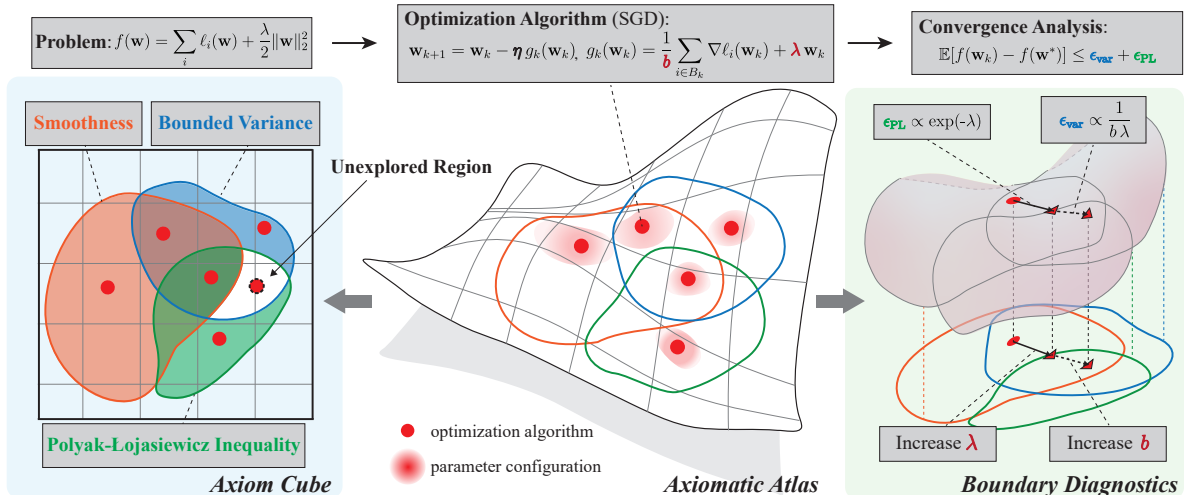 Problem: f(w) = ∑_i ℓ_i(w) + λ/2 ‖w‖₂²
Optimization Algorithm (SGD):
w_{k+1} = w_k − η g_k(w_k), g_k(w_k) = 1/b ∑_{i∈B_k} ∇ℓ_i(w_k) + λ w_k
Convergence Analysis:
𝔼[f(w_k) − f(w*)] ≤ ϵ_var + ϵ_PL
Smoothness
Bounded Variance
Unexplored Region
Polyak-Lojasiewicz Inequality
Axiom Cube
optimization algorithm
parameter configuration
Axiomatic Atlas
ϵ_PL ∝ exp(-λ)
ϵ_var ∝ 1/(b λ)
Increase λ
Increase b
Boundary Diagnostics